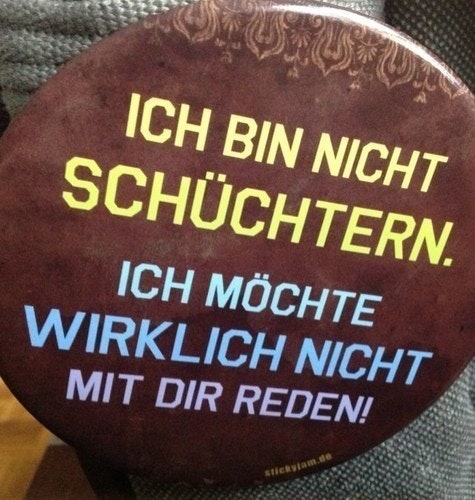 ICH BIN NICHT
SCHÜCHTERN.
ICH MÖCHTE
WIRKLICH NICHT
MIT DIR REDEN!
stickyjam.de